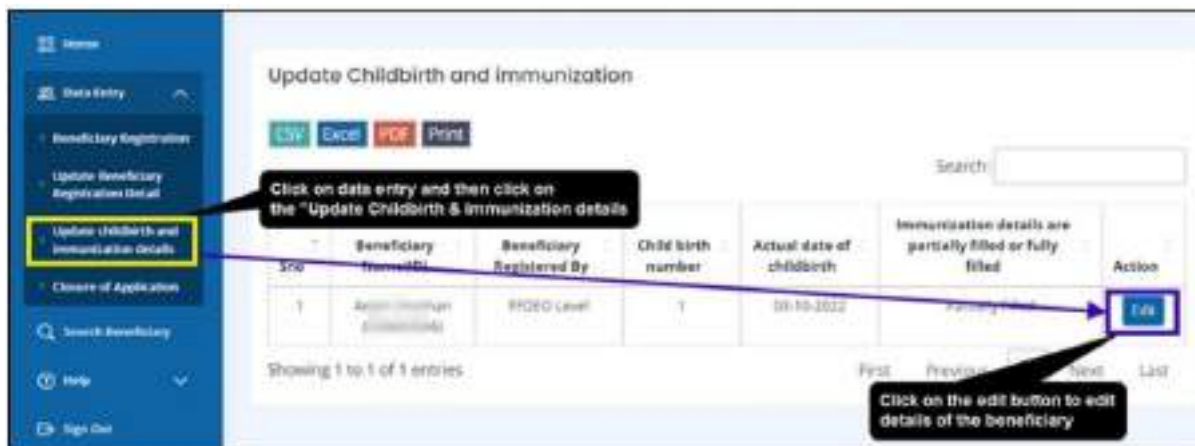 Home
Data Entry
Beneficiary Registration
Update Beneficiary
Registration Detail
Update childbirth and
immunization details
Closure of Application
Search Beneficiary
Help
Sign Out
Update Childbirth and immunization
CSV Excel PDF Print
Search:
Click on data entry and then click on
the "Update Childbirth & Immunization details
Sno
Beneficiary
Beneficiary
Registered By
Child birth
number
Actual date of
childbirth
Immunization details are
partially filled or fully
filled
Action
1 Level 1 -10-2022 Partially filled Edit
Showing 1 to 1 of 1 entries
First Previous Next Last
Click on the edit button to edit
details of the beneficiary